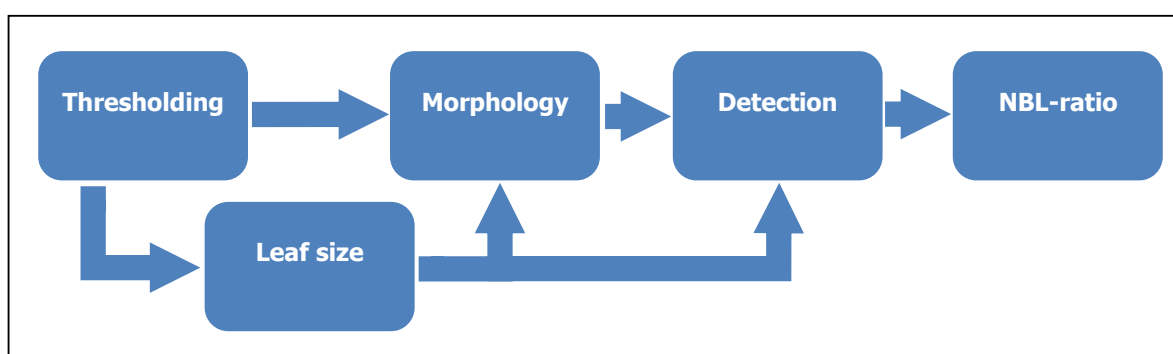 Thresholding
Morphology
Detection
NBL-ratio
Leaf size